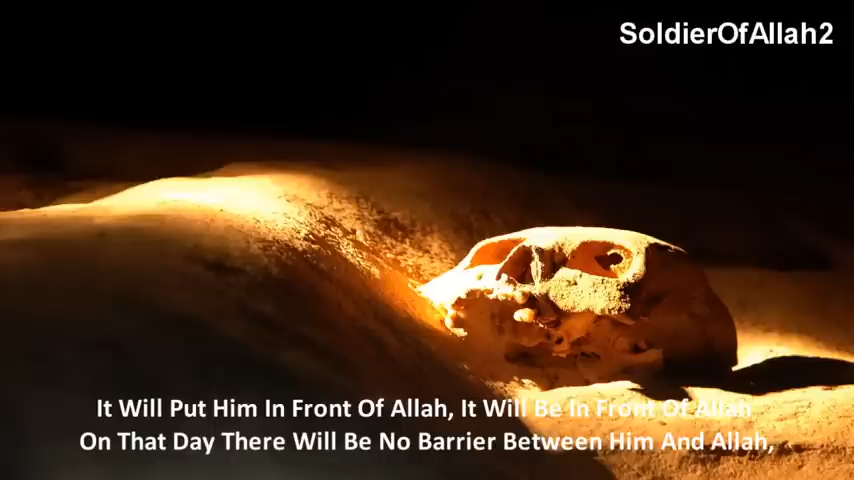 SoldierOfAllah2
It Will Put Him In Front Of Allah, It Will Be In Front Of Allah
On That Day There Will Be No Barrier Between Him And Allah,